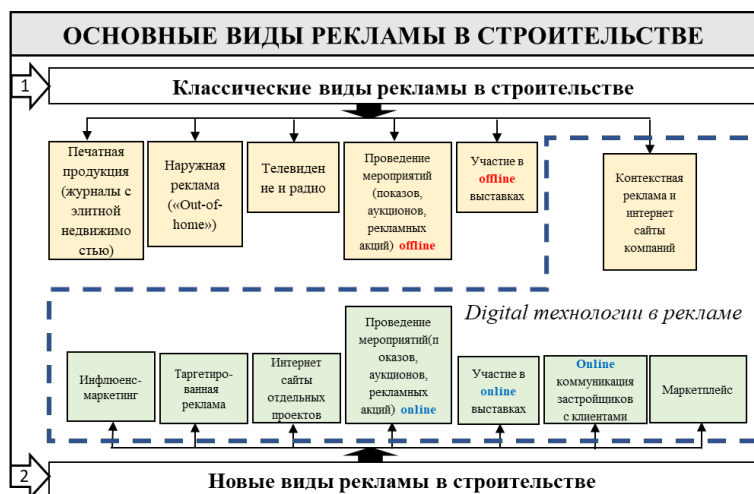 ОСНОВНЫЕ ВИДЫ РЕКЛАМЫ В СТРОИТЕЛЬСТВЕ
1
Классические виды рекламы в строительстве
Печатная
продукция
(журналы с
элитной
недвижимо
стью)
Наружная
реклама
(«Out-of-
home»)
Телевиден
ие и радио
Проведение
мероприятий
(показов,
аукционов,
рекламных
акций) offline
Участие в
offline
выставках
Контекстная
реклама и
интернет
сайты
компаний
Digital технологии в рекламе
Инфлюенс-
маркетинг
Таргетиро-
ванная
реклама
Интернет
сайты
отдельных
проектов
Проведение
мероприятий(п
оказов,
аукционов,
рекламных
акций) online
Участие в
online
выставках
Online
коммуникация
застройщиков
с клиентами
Маркетплейс
2
Новые виды рекламы в строительстве